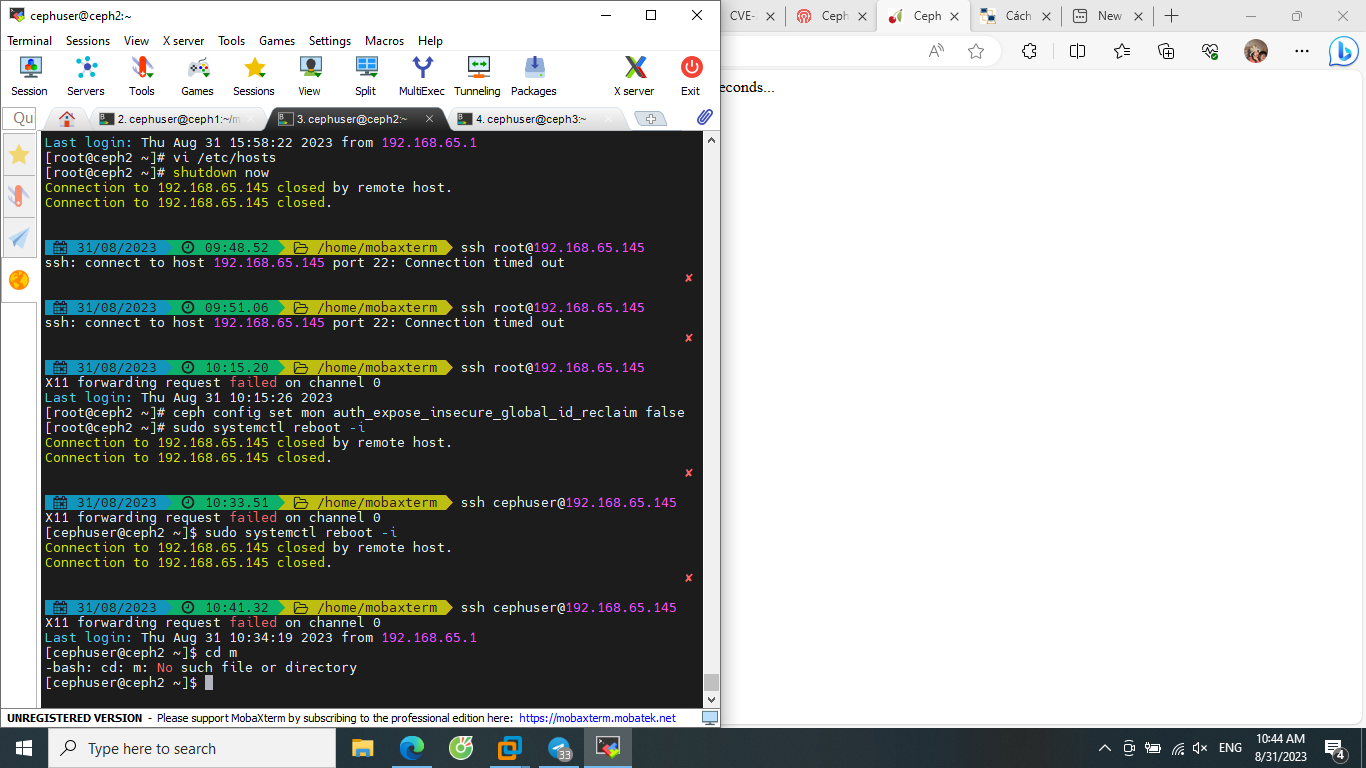 cephuser@ceph2:~
Terminal Sessions View X server Tools Games Settings Macros Help
Session Servers Tools Games Sessions View Split MultiExec Tunneling Packages X server Exit
Qu
2. cephuser@ceph1:~/m
3. cephuser@ceph2:~
4. cephuser@ceph3:~
Last login: Thu Aug 31 15:58:22 2023 from 192.168.65.1
[root@ceph2 ~]# vi /etc/hosts
[root@ceph2 ~]# shutdown now
Connection to 192.168.65.145 closed by remote host.
Connection to 192.168.65.145 closed.
31/08/2023 09:48.52 /home/mobaxterm ssh root@192.168.65.145
ssh: connect to host 192.168.65.145 port 22: Connection timed out
31/08/2023 09:51.06 /home/mobaxterm ssh root@192.168.65.145
ssh: connect to host 192.168.65.145 port 22: Connection timed out
31/08/2023 10:15.20 /home/mobaxterm ssh root@192.168.65.145
X11 forwarding request failed on channel 0
Last login: Thu Aug 31 10:15:26 2023
[root@ceph2 ~]# ceph config set mon auth_expose_insecure_global_id_reclaim false
[root@ceph2 ~]# sudo systemctl reboot -i
Connection to 192.168.65.145 closed by remote host.
Connection to 192.168.65.145 closed.
31/08/2023 10:33.51 /home/mobaxterm ssh cephuser@192.168.65.145
X11 forwarding request failed on channel 0
[cephuser@ceph2 ~]$ sudo systemctl reboot -i
Connection to 192.168.65.145 closed by remote host.
Connection to 192.168.65.145 closed.
31/08/2023 10:41.32 /home/mobaxterm ssh cephuser@192.168.65.145
X11 forwarding request failed on channel 0
Last login: Thu Aug 31 10:34:19 2023 from 192.168.65.1
[cephuser@ceph2 ~]$ cd m
-bash: cd: m: No such file or directory
[cephuser@ceph2 ~]$
UNREGISTERED VERSION - Please support MobaXterm by subscribing to the professional edition here: https://mobaxterm.mobatek.net
CVE-
Ceph
Ceph
Cách
New
econds...
Type here to search
33
ENG
10:44 AM
8/31/2023
4